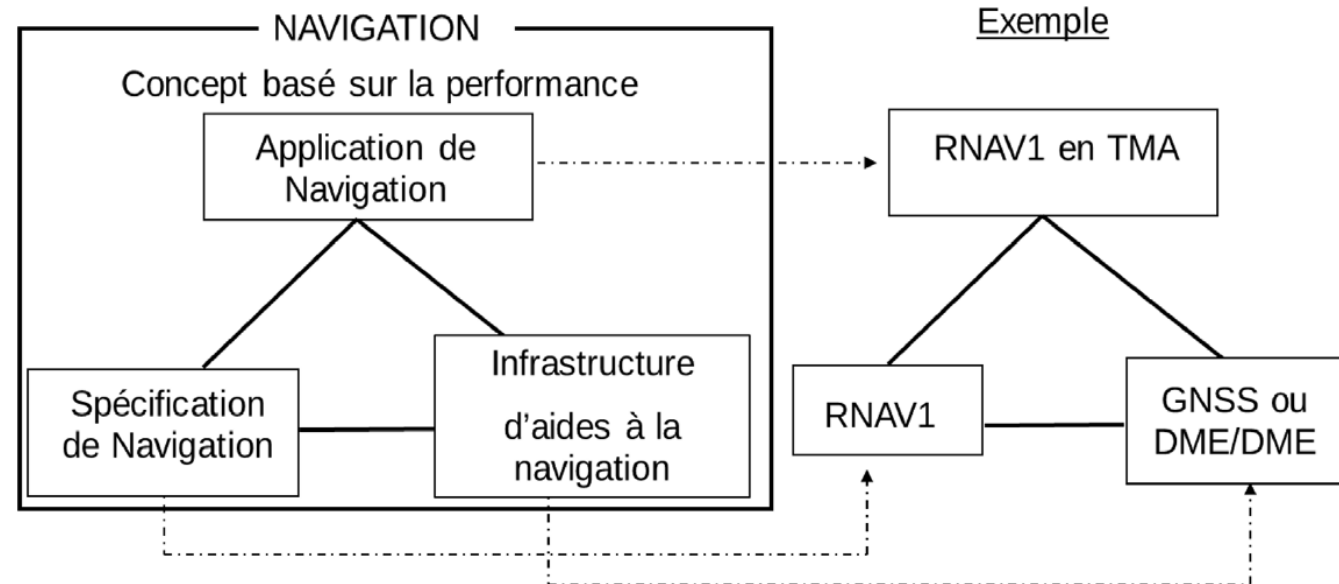 NAVIGATION
Concept basé sur la performance
Application de
Navigation
Spécification
de Navigation
Infrastructure
d'aides à la
navigation
Exemple
RNAV1 en TMA
RNAV1
GNSS ou
DME/DME